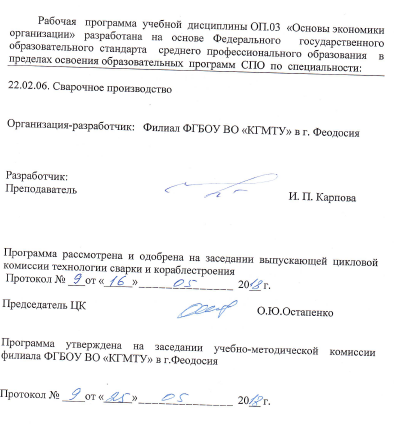 Рабочая программа учебной дисциплины ОП.03 «Основы экономики
организации» разработана на основе Федерального государственного
образовательного стандарта среднего профессионального образования в
пределах освоения образовательных программ СПО по специальности:
22.02.06. Сварочное производство
Организация-разработчик: Филиал ФГБОУ ВО «КГМТУ» в г. Феодосия
Разработчик:
Преподаватель И. П. Карпова
Программа рассмотрена и одобрена на заседании выпускающей цикловой
комиссии технологии сварки и кораблестроения
Протокол № 9 от «16» 05 2018 г.
Председатель ЦК О.Ю.Остапенко
Программа утверждена на заседании учебно-методической комиссии
филиала ФГБОУ ВО «КГМТУ» в г.Феодосия
Протокол № 9 от «25» 05 2018 г.